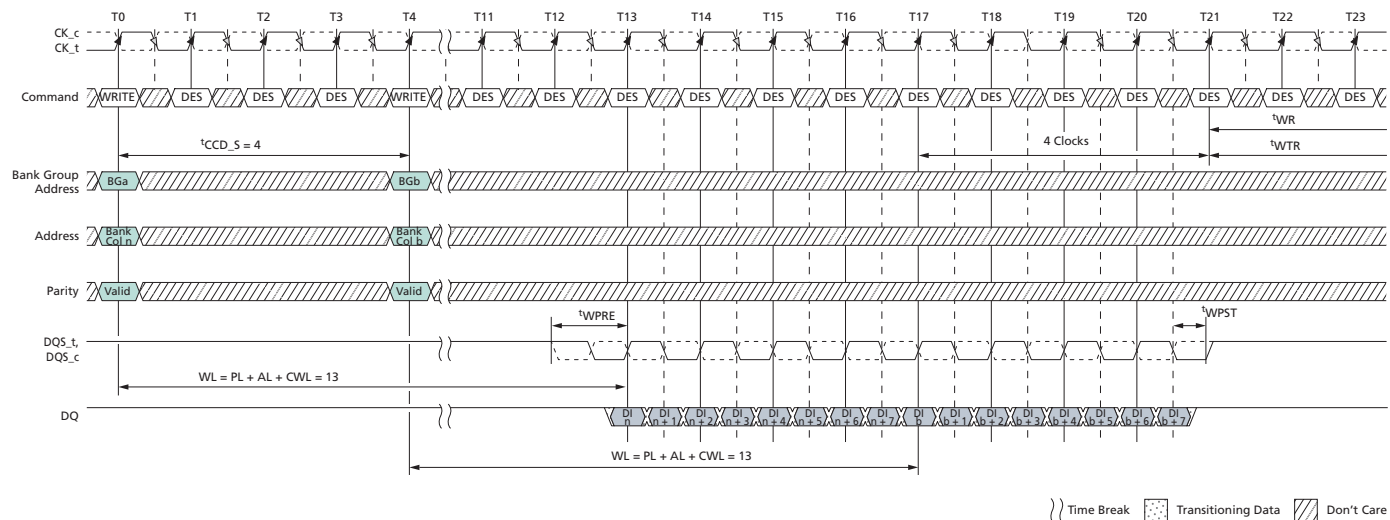 T0 T1 T2 T3 T4 T11 T12 T13 T14 T15 T16 T17 T18 T19 T20 T21 T22 T23
CK_c
CK_t
Command WRITE DES DES DES WRITE DES DES DES DES DES DES DES DES DES DES DES DES DES
tWR
tCCD_S = 4 4 Clocks tWTR
Bank Group
Address BGa BGb
Address Bank Col n Bank Col b
Parity Valid Valid
tWPRE tWPST
DQS_t,
DQS_c
WL = PL + AL + CWL = 13
DQ DI n DI n + 1 DI n + 2 DI n + 3 DI n + 4 DI n + 5 DI n + 6 DI n + 7 DI b DI b + 1 DI b + 2 DI b + 3 DI b + 4 DI b + 5 DI b + 6 DI b + 7
WL = PL + AL + CWL = 13
Time Break Transitioning Data Don't Care